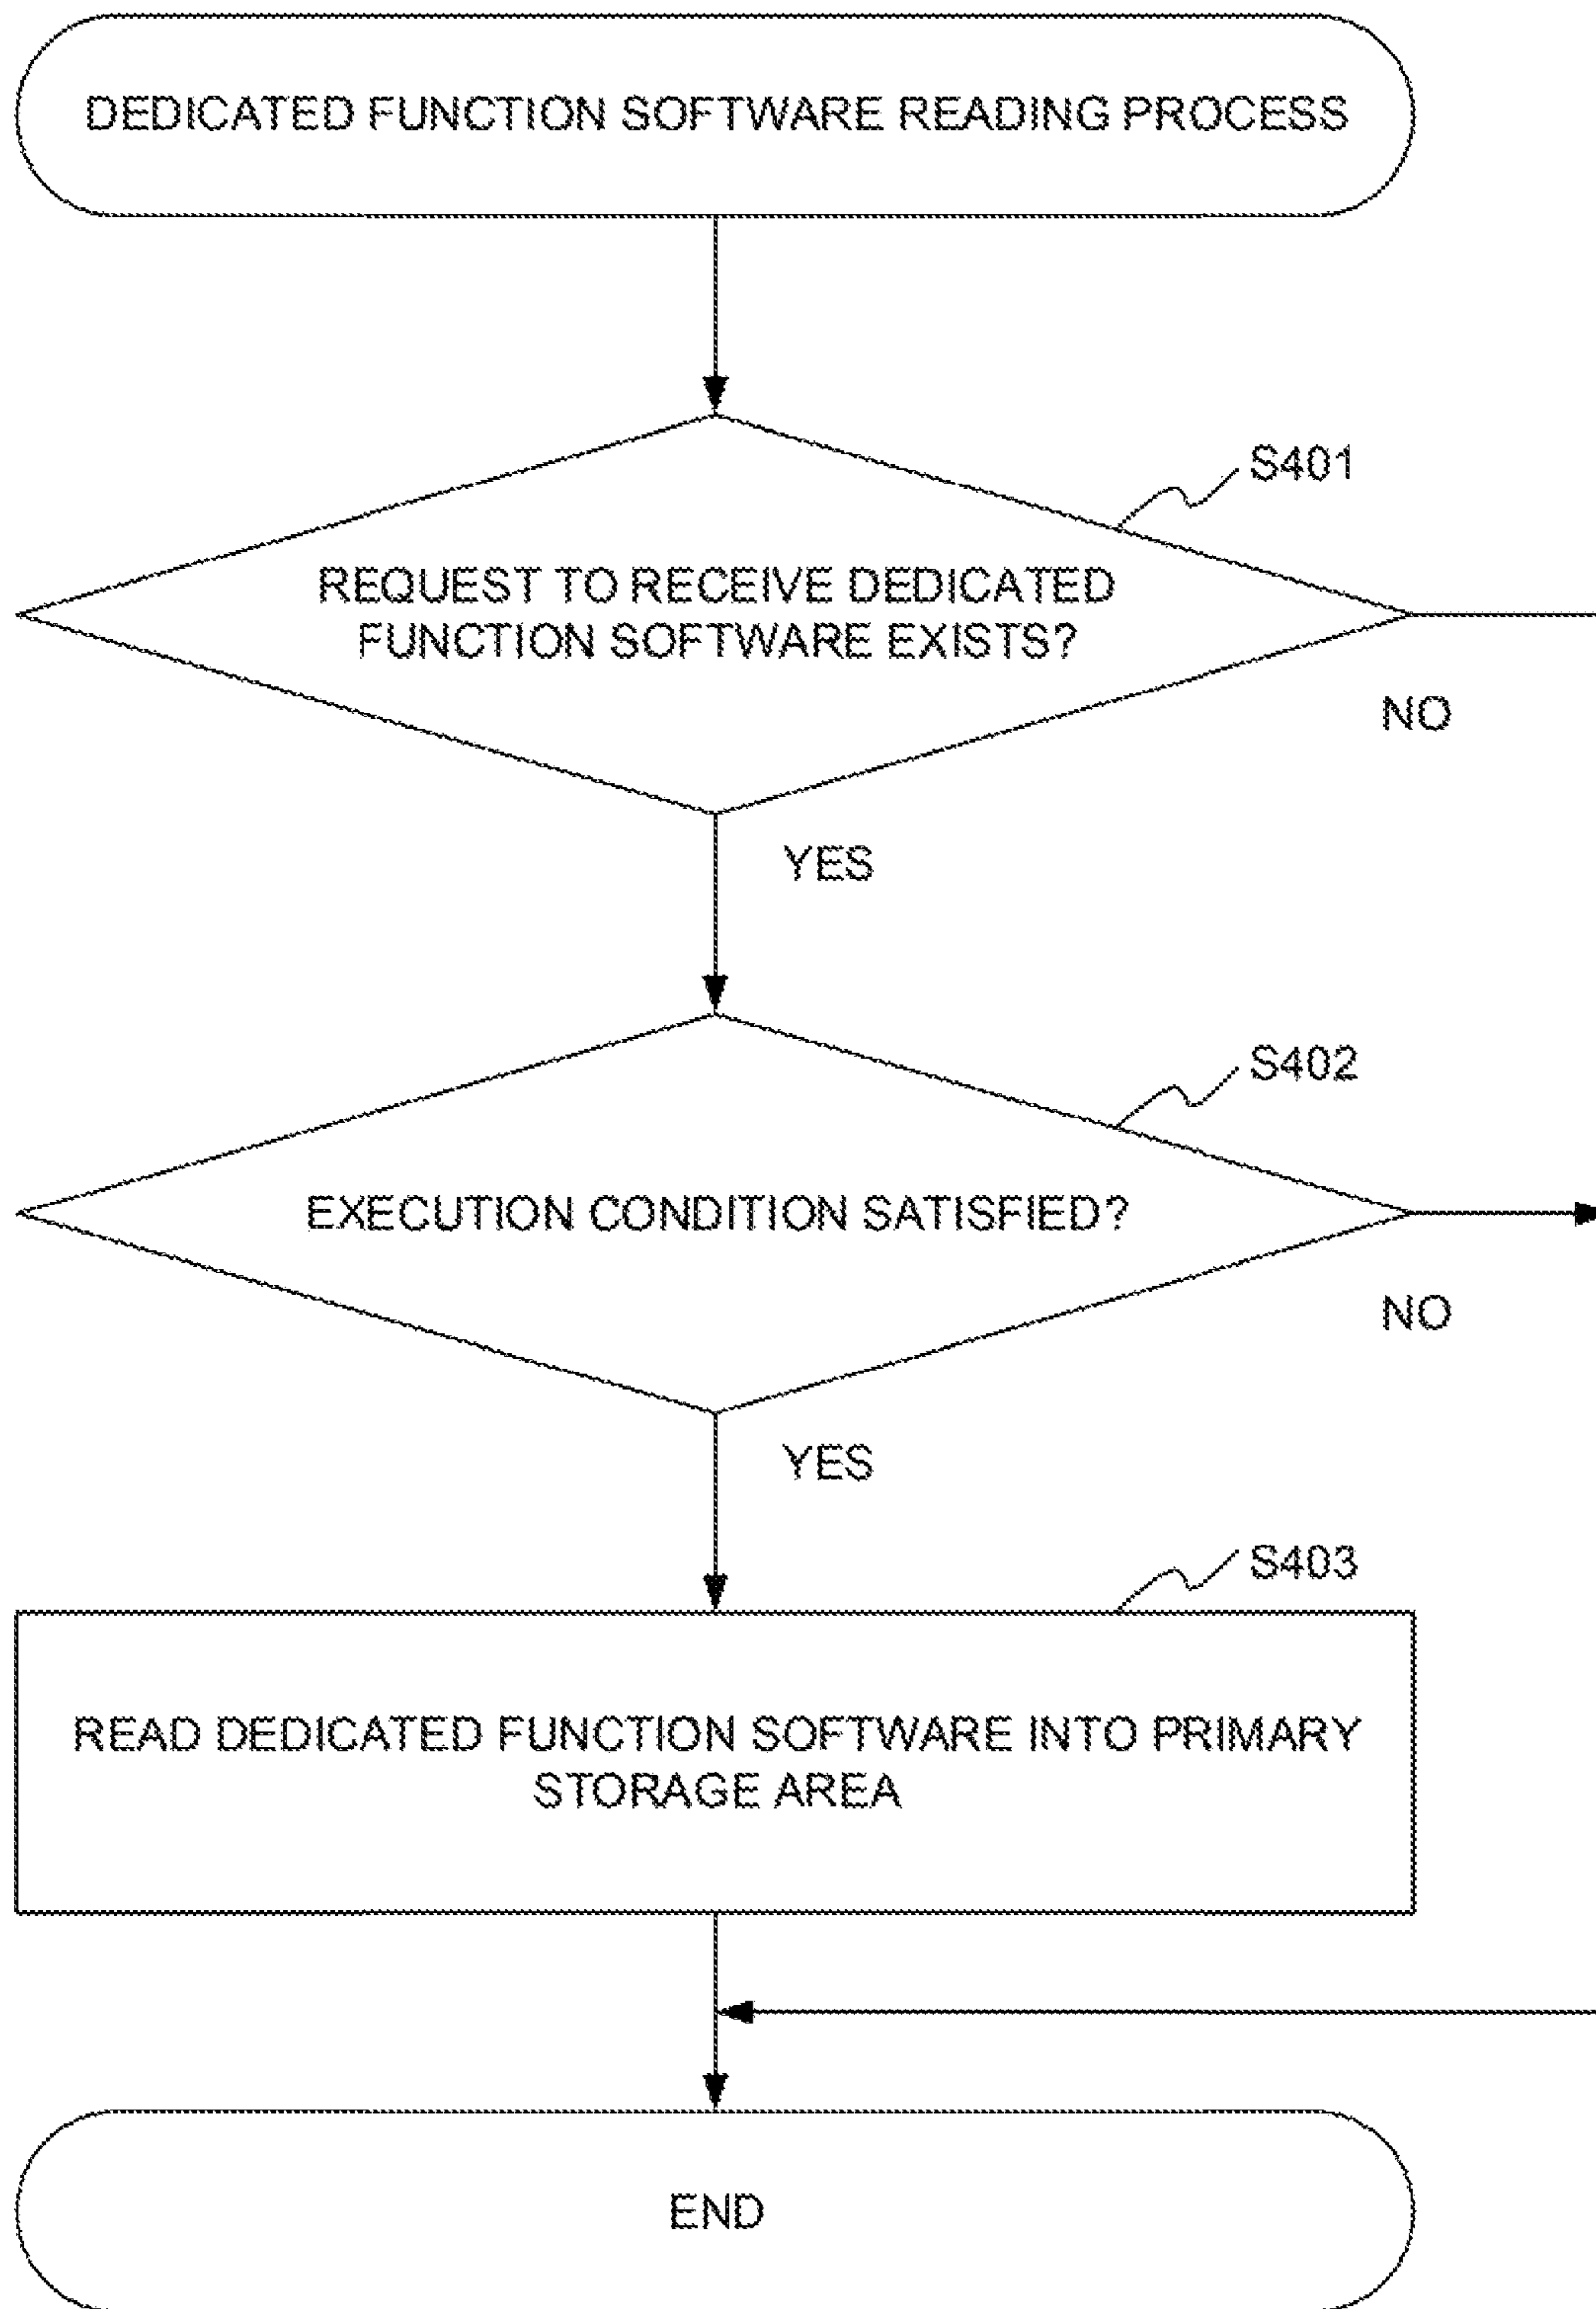 DEDICATED FUNCTION SOFTWARE READING PROCESS
S401
REQUEST TO RECEIVE DEDICATED
FUNCTION SOFTWARE EXISTS?
NO
YES
S402
EXECUTION CONDITION SATISFIED?
NO
YES
S403
READ DEDICATED FUNCTION SOFTWARE INTO PRIMARY
STORAGE AREA
END